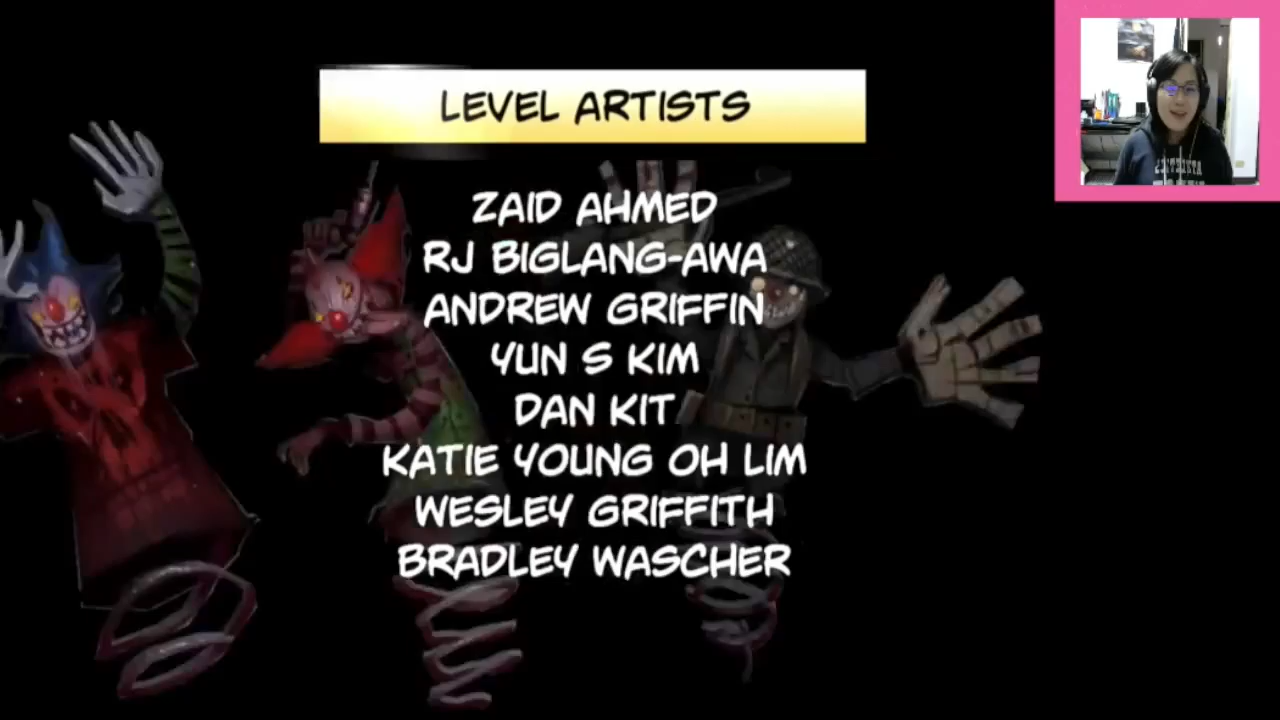 LEVEL ARTISTS
ZAID AHMED
RJ BIGLANG-AWA
ANDREW GRIFFIN
YUN S KIM
DAN KIT
KATIE YOUNG OH LIM
WESLEY GRIFFITH
BRADLEY WASCHER